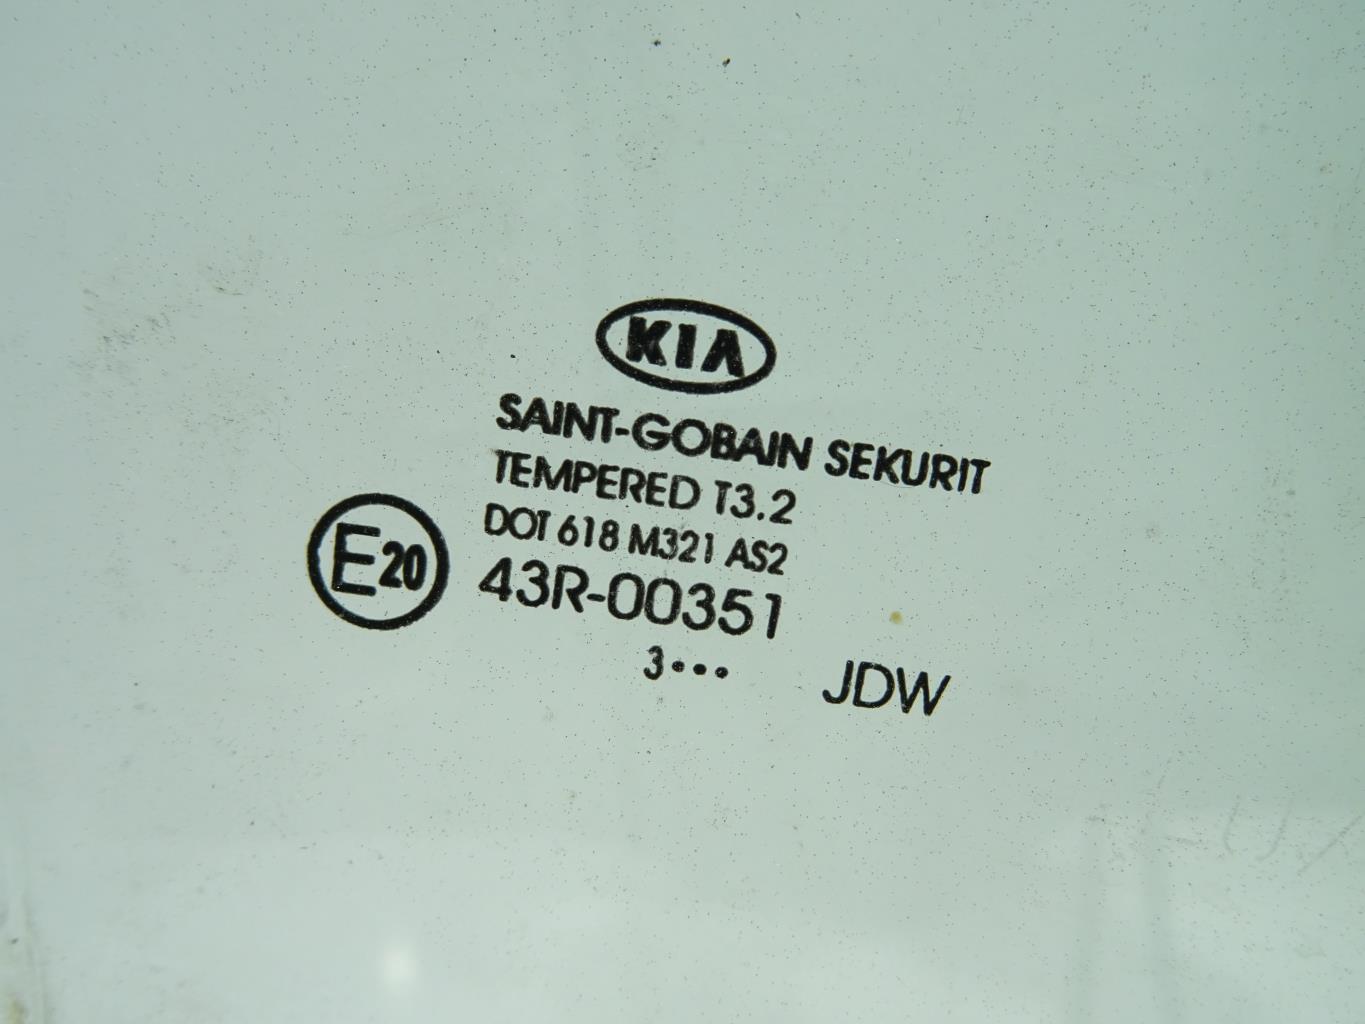 KIA
SAINT-GOBAIN SEKURIT
TEMPERED T3.2
DOT 618 M321 AS2
E20
43R-00351
3•••
JDW